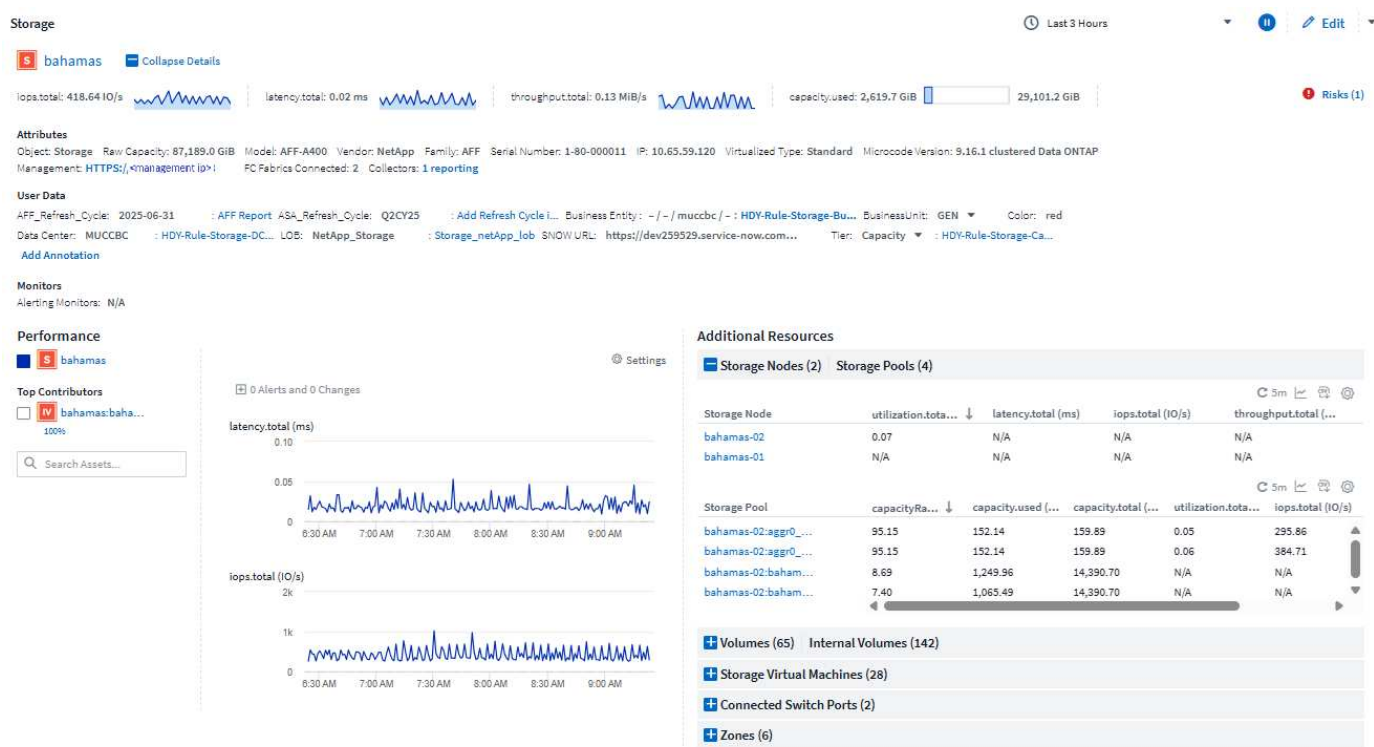 Storage
Last 3 Hours
Edit
S bahamas Collapse Details
iops.total: 418.64 IO/s latency.total: 0.02 ms throughput.total: 0.13 MiB/s capacity.used: 2,619.7 GiB 29,101.2 GiB Risks (1)
Attributes
Object: Storage Raw Capacity: 87,189.0 GiB Model: AFF-A400 Vendor: NetApp Family: AFF Serial Number: 1-80-000011 IP: 10.65.59.120 Virtualized Type: Standard Microcode Version: 9.16.1 clustered Data ONTAP
Management: HTTPS:/,<management ip>: FC Fabrics Connected: 2 Collectors: 1 reporting
User Data
AFF_Refresh_Cycle: 2025-06-31 : AFF Report ASA_Refresh_Cycle: Q2CY25 : Add Refresh Cycle i... Business Entity: – / – / muccbc / – : HDY-Rule-Storage-Bu... BusinessUnit: GEN Color: red
Data Center: MUCCBC : HDY-Rule-Storage-DC... LOB: NetApp_Storage : Storage_netApp_lob SNOW URL: https://dev259529.service-now.com... Tier: Capacity : HDY-Rule-Storage-Ca...
Add Annotation
Monitors
Alerting Monitors: N/A
Performance
S bahamas
Top Contributors
IV bahamas:baha...
100%
Search Assets...
Settings
0 Alerts and 0 Changes
latency.total (ms)
0.10
0.05
0
6:30 AM 7:00 AM 7:30 AM 8:00 AM 8:30 AM 9:00 AM
iops.total (IO/s)
2k
1k
0
6:30 AM 7:00 AM 7:30 AM 8:00 AM 8:30 AM 9:00 AM
Additional Resources
Storage Nodes (2) Storage Pools (4)
5m
Storage Node utilization.tota... ↓ latency.total (ms) iops.total (IO/s) throughput.total (...
bahamas-02 0.07 N/A N/A N/A
bahamas-01 N/A N/A N/A N/A
5m
Storage Pool capacityRa... ↓ capacity.used (... capacity.total (... utilization.tota... iops.total (IO/s)
bahamas-02:aggr0_... 95.15 152.14 159.89 0.05 295.86
bahamas-02:aggr0_... 95.15 152.14 159.89 0.06 384.71
bahamas-02:baham... 8.69 1,249.96 14,390.70 N/A N/A
bahamas-02:baham... 7.40 1,065.49 14,390.70 N/A N/A
Volumes (65) Internal Volumes (142)
Storage Virtual Machines (28)
Connected Switch Ports (2)
Zones (6)